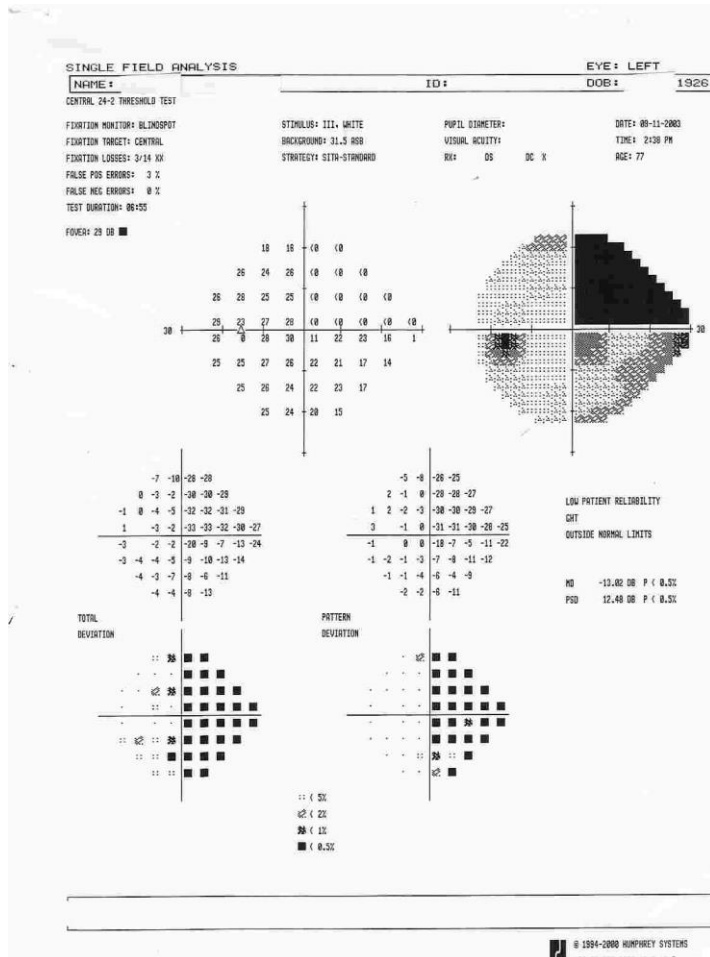 SINGLE FIELD ANALYSIS
EYE: LEFT
NAME:
ID:
DOB: 1926
CENTRAL 24-2 THRESHOLD TEST
FIXATION MONITOR: BLINDSPOT
FIXATION TARGET: CENTRAL
FIXATION LOSSES: 3/14 XX
FALSE POS ERRORS: 3 %
FALSE NEG ERRORS: 0 %
TEST DURATION: 06:55
FOVEA: 29 DB ■
STIMULUS: III, WHITE
BACKGROUND: 31.5 ASB
STRATEGY: SITA-STANDARD
PUPIL DIAMETER:
VISUAL ACUITY:
RX: DS DC X
DATE: 09-11-2003
TIME: 2:38 PM
AGE: 77
18 16 <0 <0
26 24 26 <0 <0 <0
26 28 25 25 <0 <0 <0 <0
29 23 27 28 <0 <0 <0 <0 <0
30 30
26 0 28 30 11 22 23 16 1
25 25 27 26 22 21 17 14
25 26 24 22 23 17
25 24 20 15
-7 -10 -28 -28
0 -3 -2 -30 -30 -29
-1 0 -4 -5 -32 -32 -31 -29
1 -3 -2 -33 -33 -32 -30 -27
-3 -2 -2 -20 -9 -7 -13 -24
-3 -4 -4 -5 -9 -10 -13 -14
-4 -3 -7 -8 -6 -11
-4 -4 -8 -13
TOTAL
DEVIATION
-5 -8 -26 -25
2 -1 0 -28 -28 -27
1 2 -2 -3 -30 -30 -29 -27
3 -1 0 -31 -31 -30 -28 -25
-1 0 0 -18 -7 -5 -11 -22
-1 -2 -1 -3 -7 -8 -11 -12
-1 -1 -4 -6 -4 -9
-2 -2 -6 -11
PATTERN
DEVIATION
LOW PATIENT RELIABILITY
GHT
OUTSIDE NORMAL LIMITS
MD -13.02 DB P < 0.5%
PSD 12.48 DB P < 0.5%
< 5%
< 2%
< 1%
< 0.5%
© 1994-2000 HUMPHREY SYSTEMS